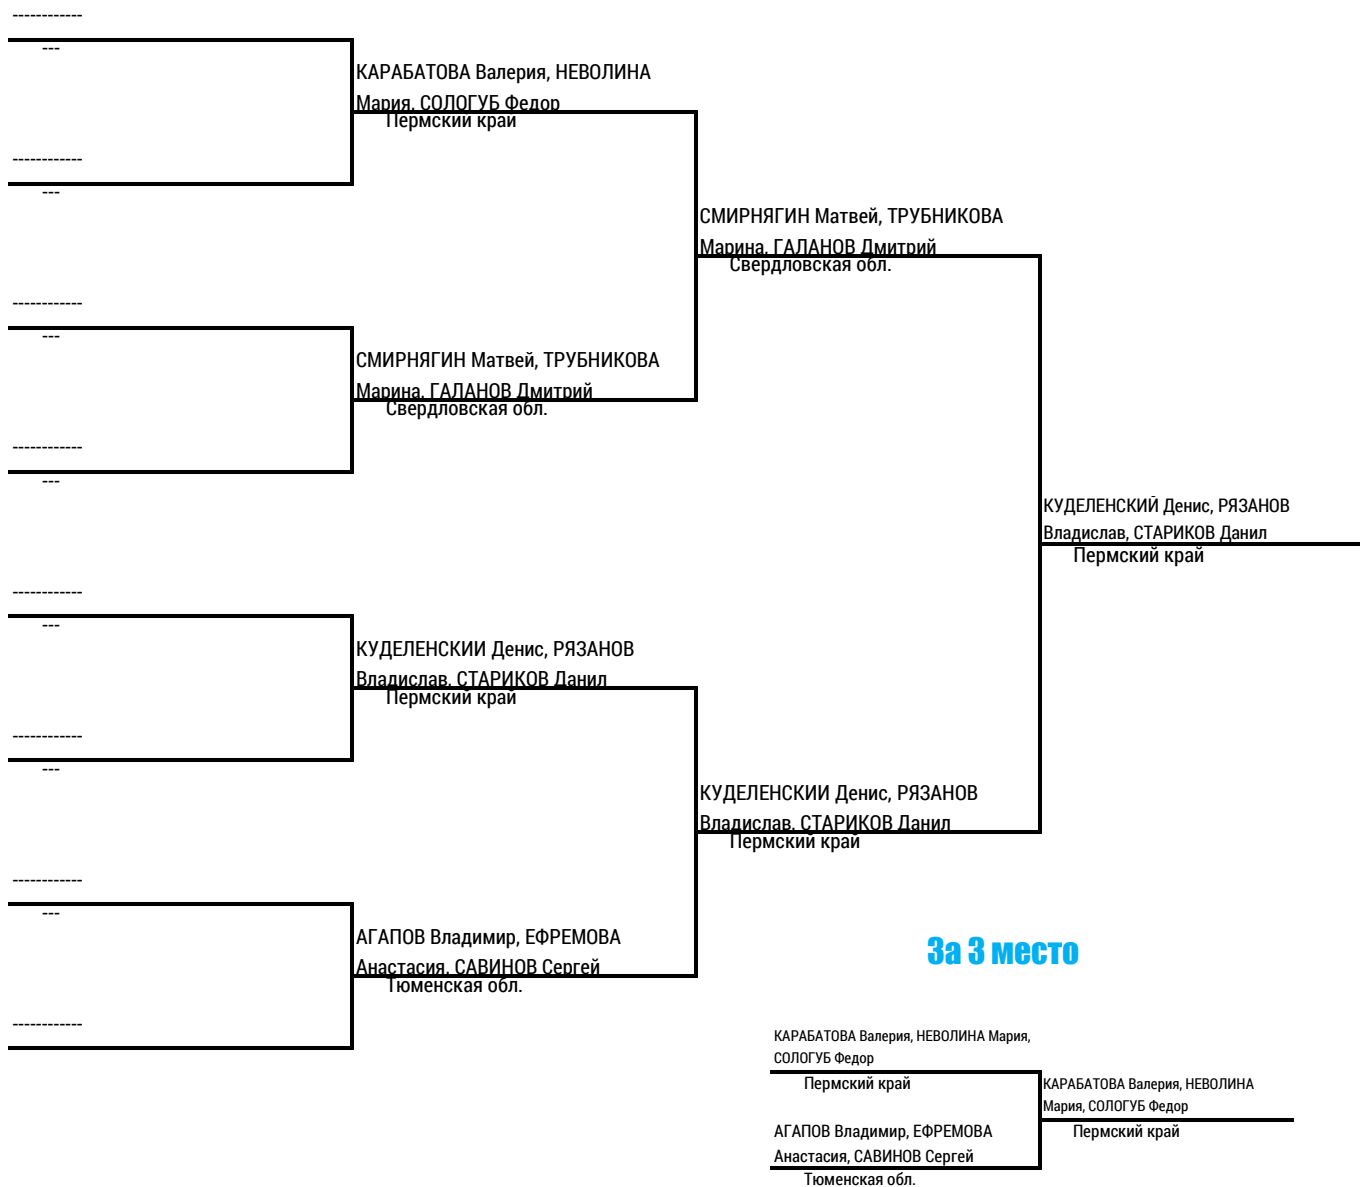 ------------
---
КАРАБАТОВА Валерия, НЕВОЛИНА
Мария, СОЛОГУБ Федор
Пермский край
------------
---
СМИРНЯГИН Матвей, ТРУБНИКОВА
Марина, ГАЛАНОВ Дмитрий
Свердловская обл.
------------
---
СМИРНЯГИН Матвей, ТРУБНИКОВА
Марина, ГАЛАНОВ Дмитрий
Свердловская обл.
------------
---
КУДЕЛЕНСКИЙ Денис, РЯЗАНОВ
Владислав, СТАРИКОВ Данил
Пермский край
------------
---
КУДЕЛЕНСКИЙ Денис, РЯЗАНОВ
Владислав, СТАРИКОВ Данил
Пермский край
------------
---
КУДЕЛЕНСКИЙ Денис, РЯЗАНОВ
Владислав, СТАРИКОВ Данил
Пермский край
------------
---
АГАПОВ Владимир, ЕФРЕМОВА
Анастасия, САВИНОВ Сергей
Тюменская обл.
------------
За 3 место
КАРАБАТОВА Валерия, НЕВОЛИНА Мария,
СОЛОГУБ Федор
Пермский край
КАРАБАТОВА Валерия, НЕВОЛИНА
Мария, СОЛОГУБ Федор
Пермский край
АГАПОВ Владимир, ЕФРЕМОВА
Анастасия, САВИНОВ Сергей
Тюменская обл.